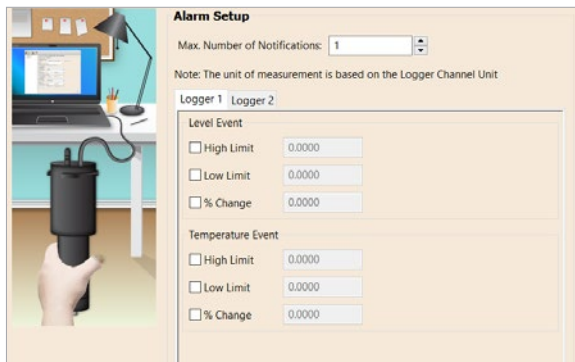 Alarm Setup
Max. Number of Notifications: 1
Note: The unit of measurement is based on the Logger Channel Unit
Logger 1 Logger 2
Level Event
High Limit 0.0000
Low Limit 0.0000
% Change 0.0000
Temperature Event
High Limit 0.0000
Low Limit 0.0000
% Change 0.0000